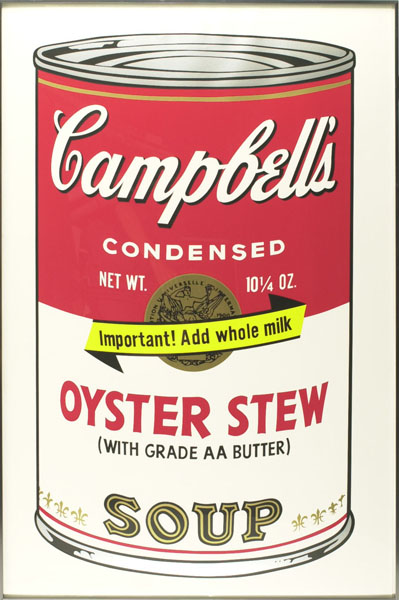 Campbell's
CONDENSED
NET WT. 10¼ OZ.
Important! Add whole milk
OYSTER STEW
(WITH GRADE AA BUTTER)
SOUP